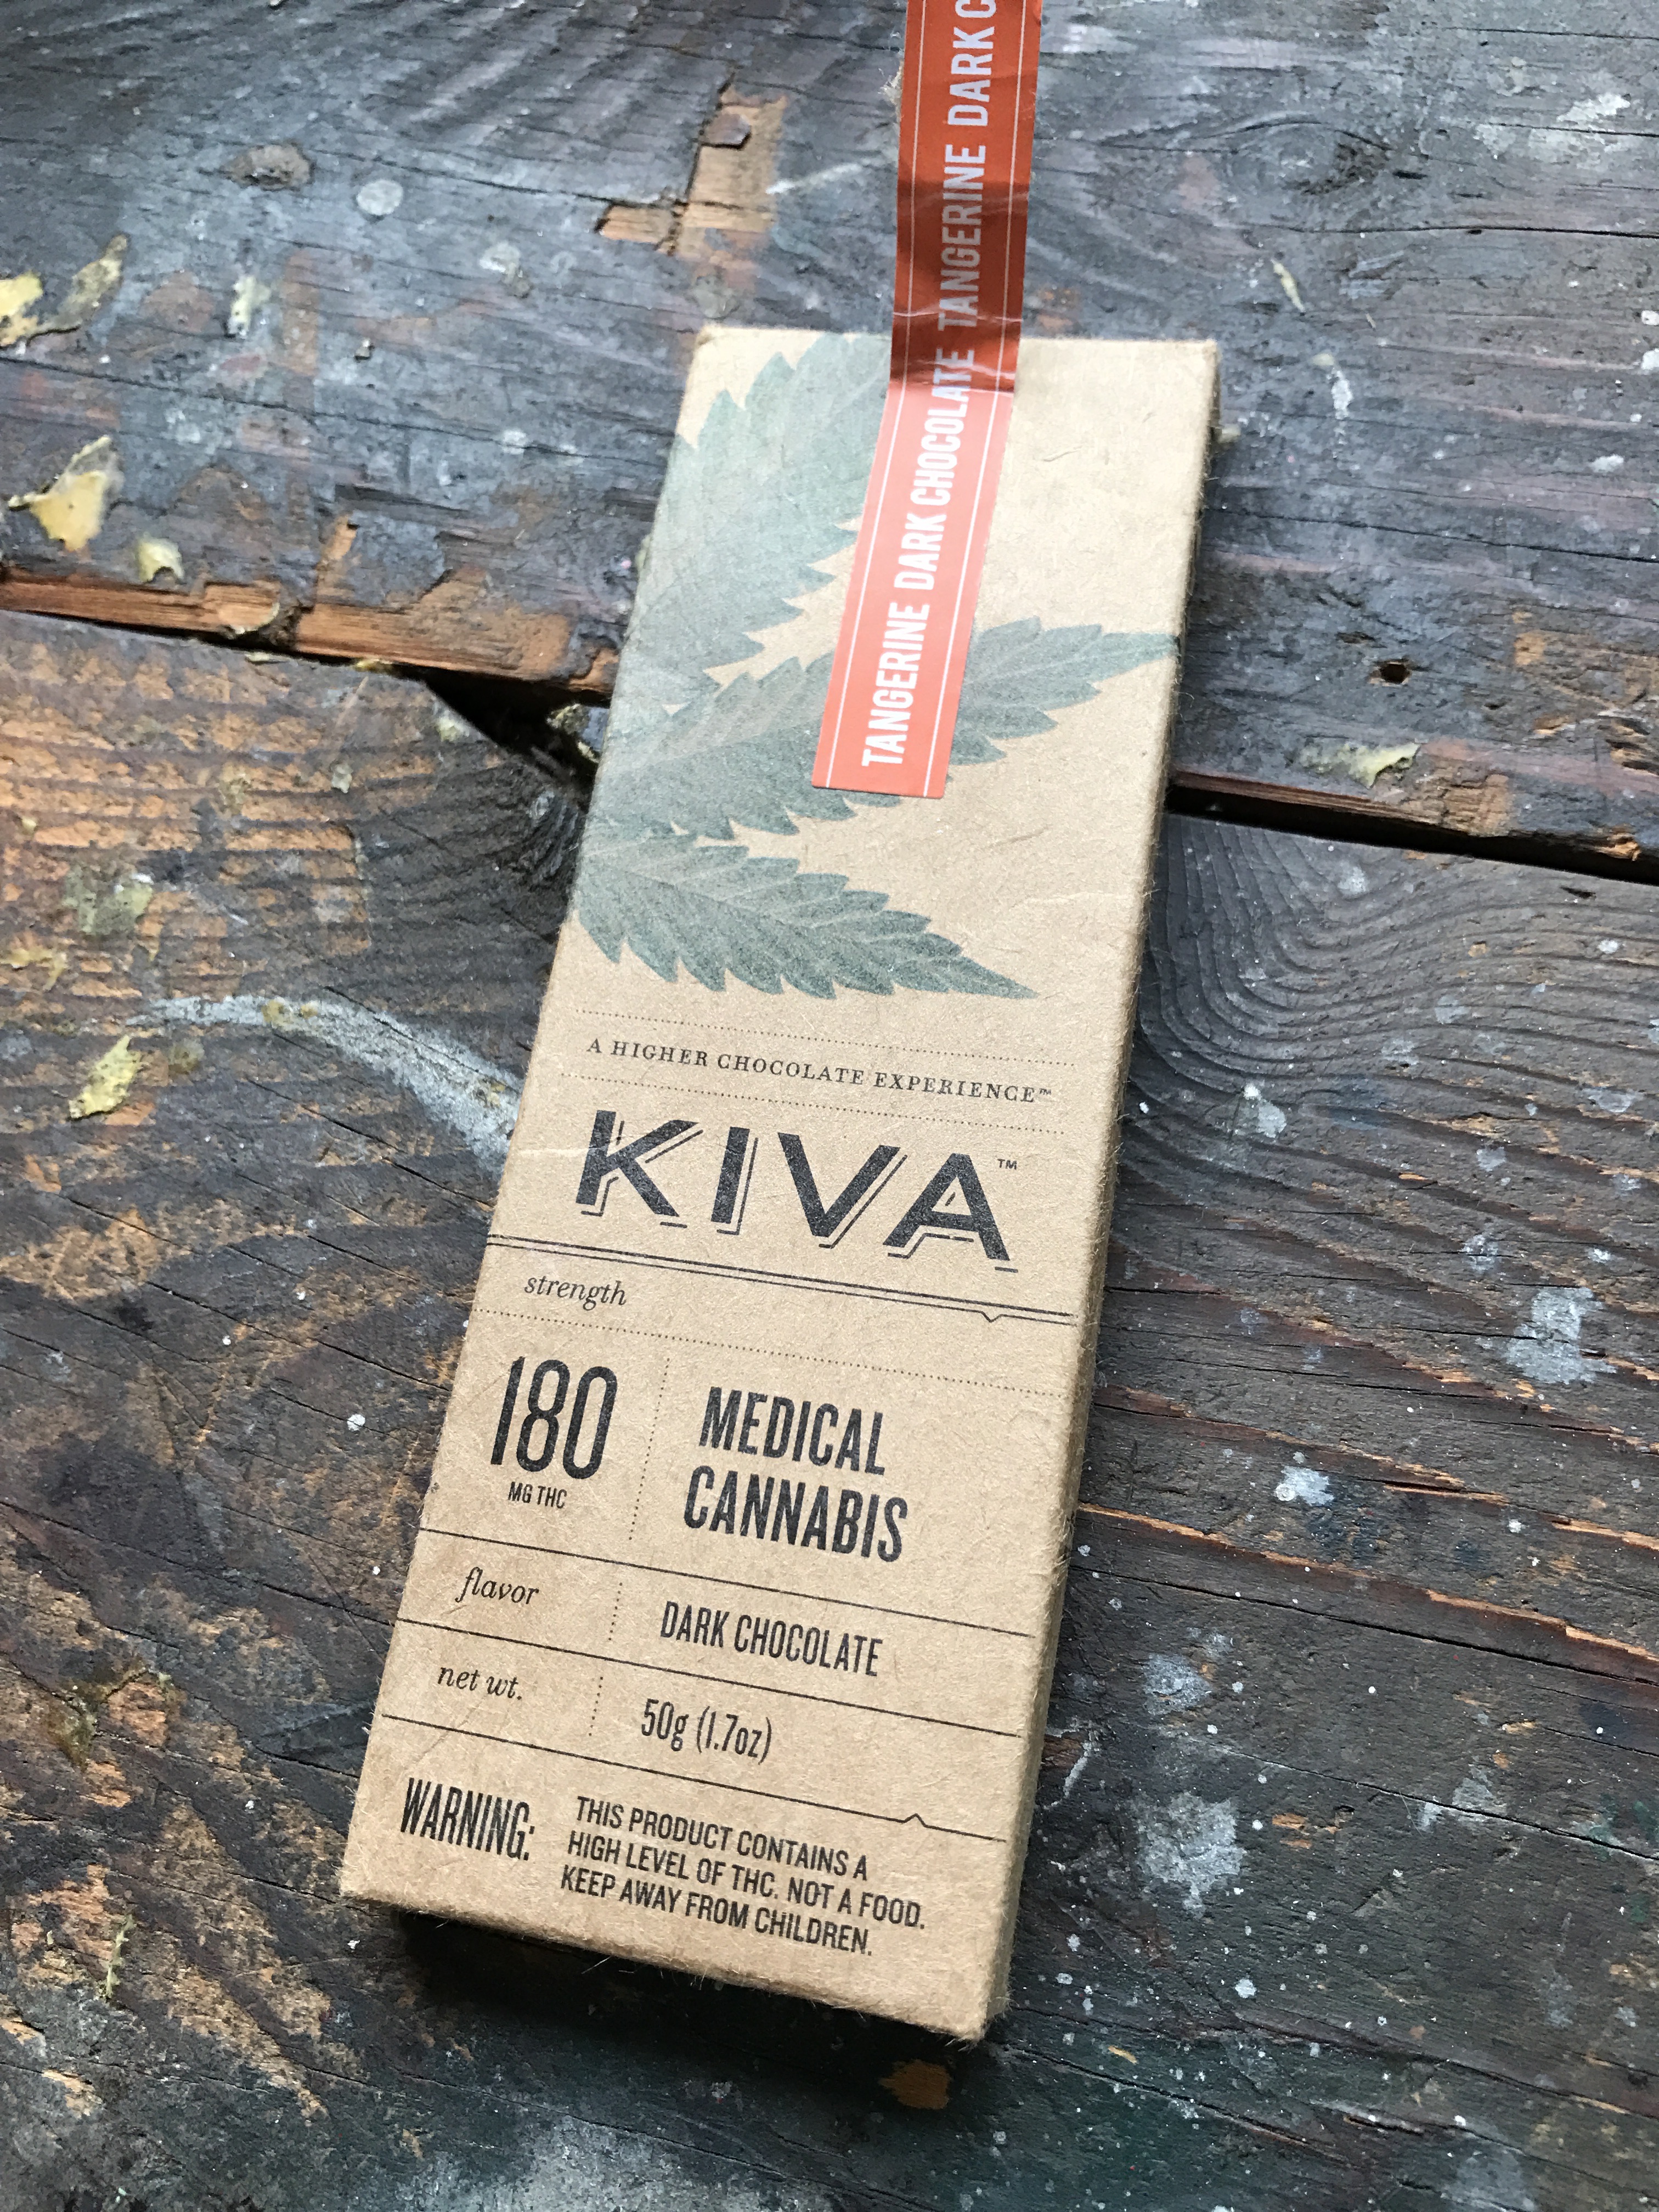 TANGERINE DARK CHOCOLATE TANGERINE DARK C
A HIGHER CHOCOLATE EXPERIENCE™
KIVA™
strength
180
MG THC
MEDICAL
CANNABIS
flavor
DARK CHOCOLATE
net wt.
50g (1.7oz)
WARNING:
THIS PRODUCT CONTAINS A
HIGH LEVEL OF THC. NOT A FOOD.
KEEP AWAY FROM CHILDREN.